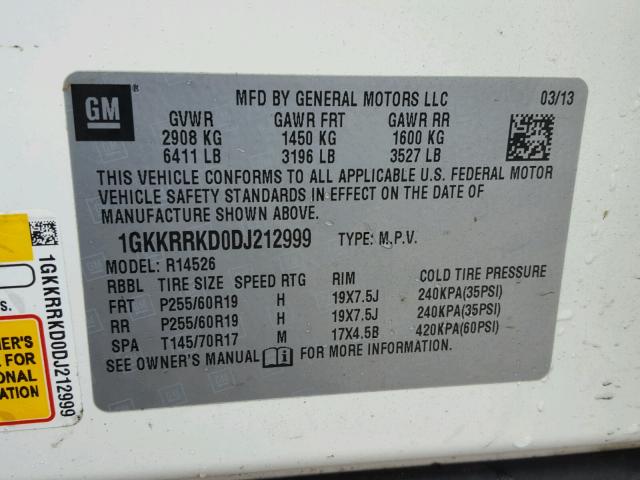 GM ®
MFD BY GENERAL MOTORS LLC 03/13
GVWR GAWR FRT GAWR RR
2908 KG 1450 KG 1600 KG
6411 LB 3196 LB 3527 LB
THIS VEHICLE CONFORMS TO ALL APPLICABLE U.S. FEDERAL MOTOR
VEHICLE SAFETY STANDARDS IN EFFECT ON THE DATE OF
MANUFACTURE SHOWN ABOVE.
1GKKRRKD0DJ212999 TYPE: M.P.V.
MODEL: R14526
RBBL TIRE SIZE SPEED RTG RIM COLD TIRE PRESSURE
FRT P255/60R19 H 19X7.5J 240KPA(35PSI)
RR P255/60R19 H 19X7.5J 240KPA(35PSI)
SPA T145/70R17 M 17X4.5B 420KPA(60PSI)
SEE OWNER'S MANUAL FOR MORE INFORMATION.
1GKKRRKD0DJ212999
S.
WNER'S
L FOR
ONAL
ATION